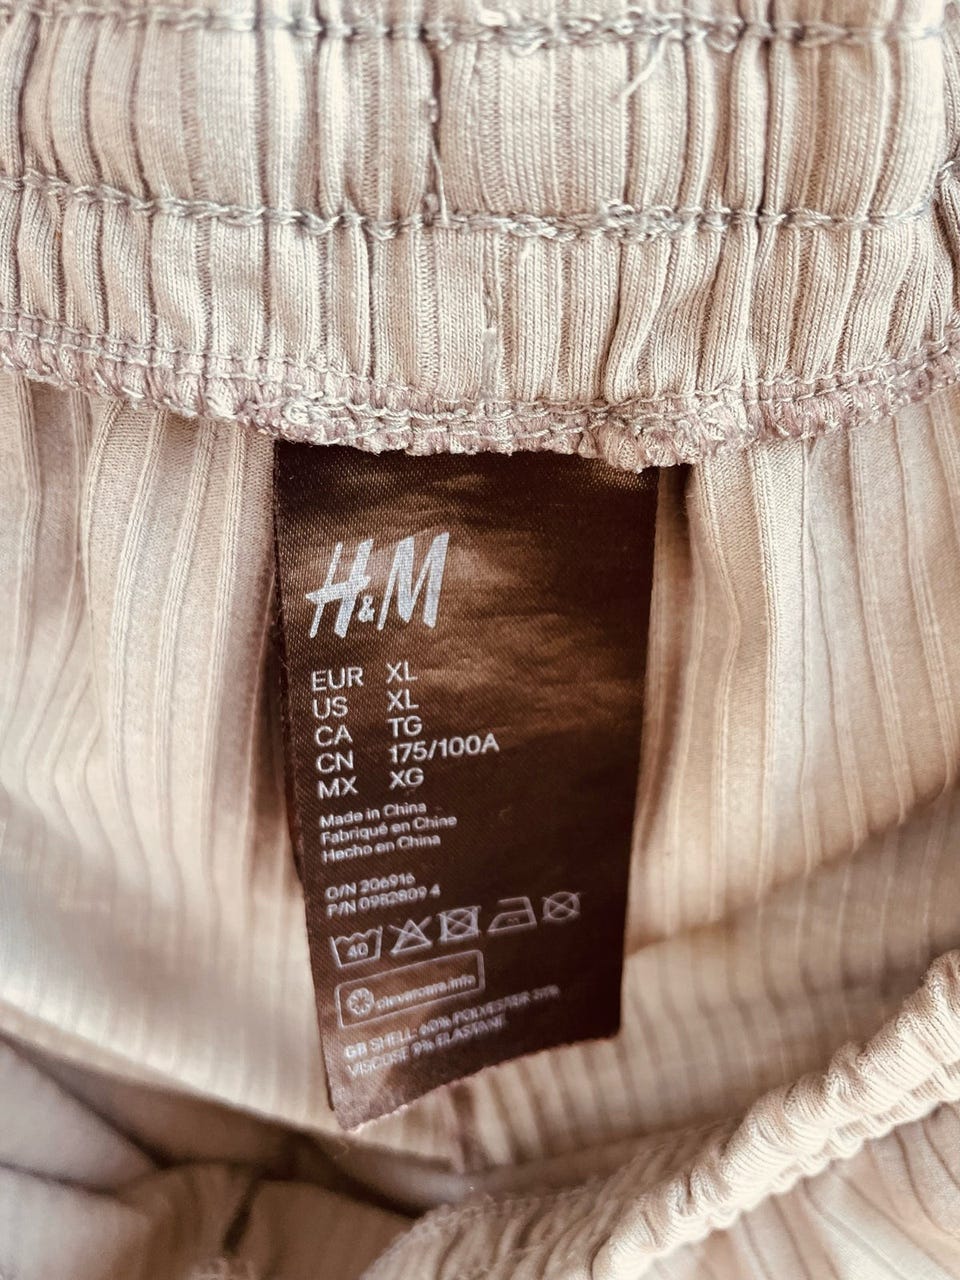 H&M
EUR XL
US XL
CA TG
CN 175/100A
MX XG
Made in China
Fabriqué en Chine
Hecho en China
O/N 206916
P/N 0982809 4
40
clevercare.info
GB SHELL: 60% POLYESTER 31%
VISCOSE 9% ELASTANE